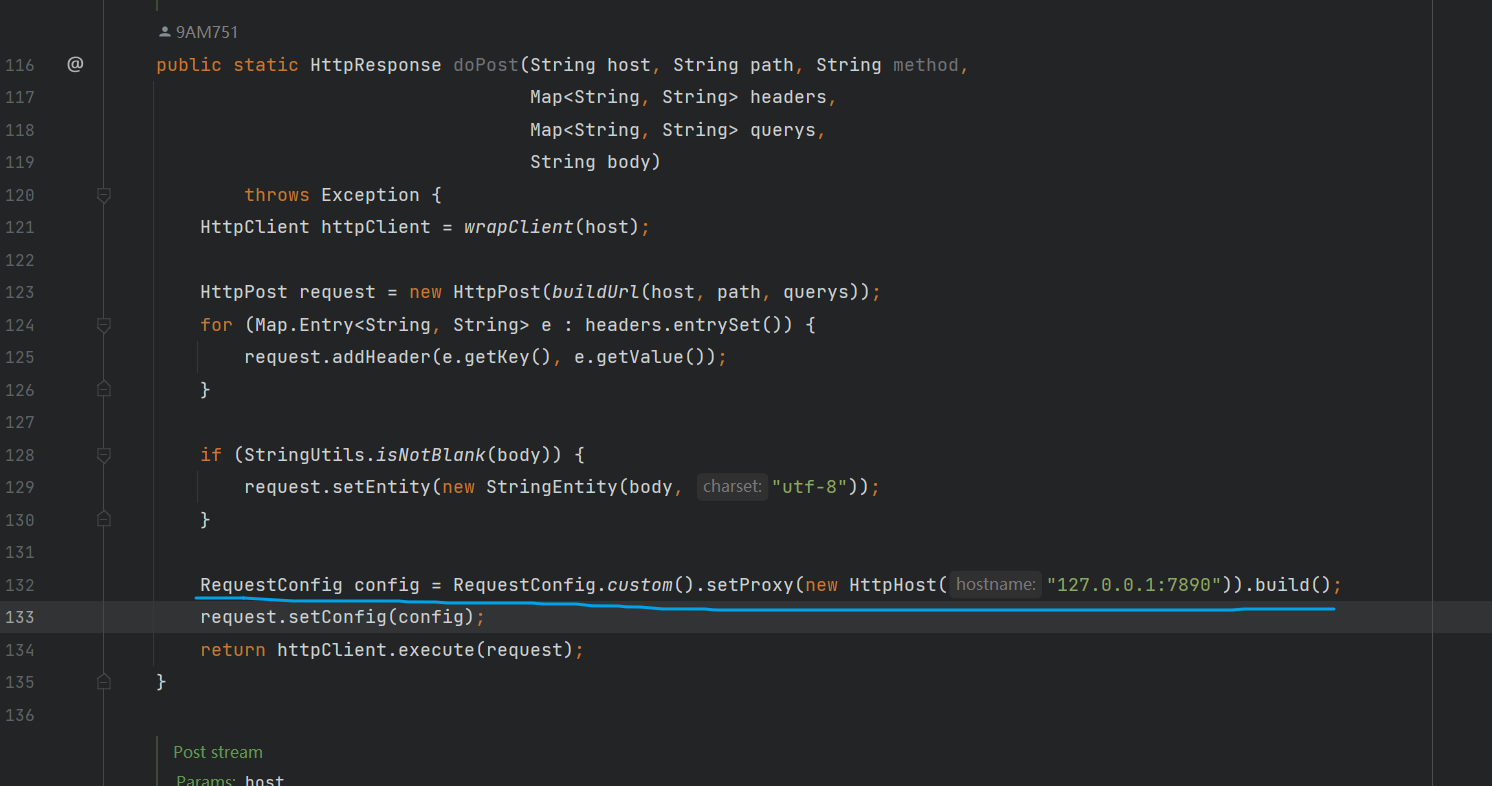 9AM751
116 @ public static HttpResponse doPost(String host, String path, String method,
117 Map<String, String> headers,
118 Map<String, String> querys,
119 String body)
120 throws Exception {
121 HttpClient httpClient = wrapClient(host);
122
123 HttpPost request = new HttpPost(buildUrl(host, path, querys));
124 for (Map.Entry<String, String> e : headers.entrySet()) {
125 request.addHeader(e.getKey(), e.getValue());
126 }
127
128 if (StringUtils.isNotBlank(body)) {
129 request.setEntity(new StringEntity(body, charset: "utf-8"));
130 }
131
132 RequestConfig config = RequestConfig.custom().setProxy(new HttpHost( hostname: "127.0.0.1:7890")).build();
133 request.setConfig(config);
134 return httpClient.execute(request);
135 }
136
Post stream
Params: host